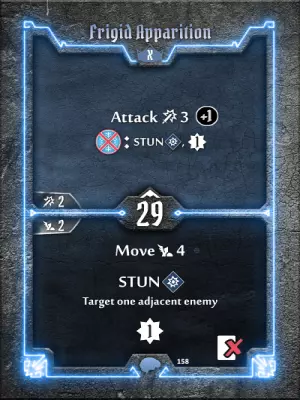 Frigid Apparition
X
Attack 3 +1
: STUN , 1
2
29
2
Move 4
STUN
Target one adjacent enemy
1
158